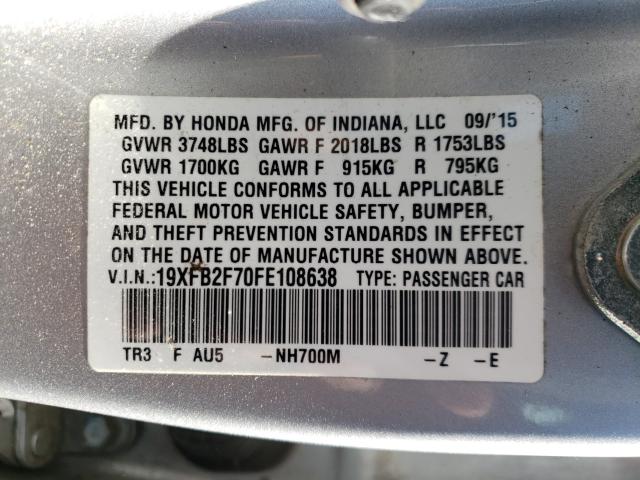 MFD. BY HONDA MFG. OF INDIANA, LLC 09/'15
GVWR 3748LBS GAWR F 2018LBS R 1753LBS
GVWR 1700KG GAWR F 915KG R 795KG
THIS VEHICLE CONFORMS TO ALL APPLICABLE
FEDERAL MOTOR VEHICLE SAFETY, BUMPER,
AND THEFT PREVENTION STANDARDS IN EFFECT
ON THE DATE OF MANUFACTURE SHOWN ABOVE.
V.I.N.:19XFB2F70FE108638 TYPE: PASSENGER CAR
TR3 F AU5 -NH700M -Z -E